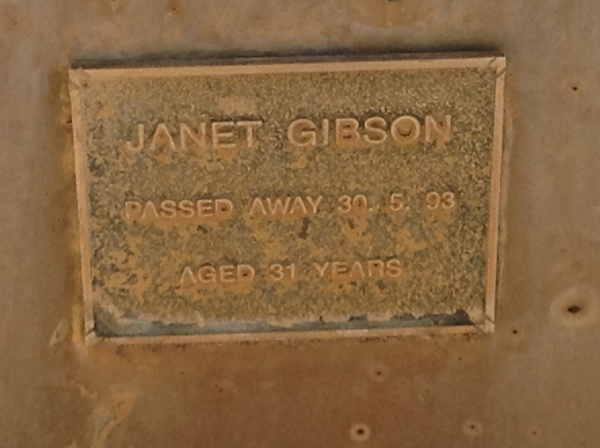 JANET GIBSON
PASSED AWAY 30. 5. 93
AGED 31 YEARS